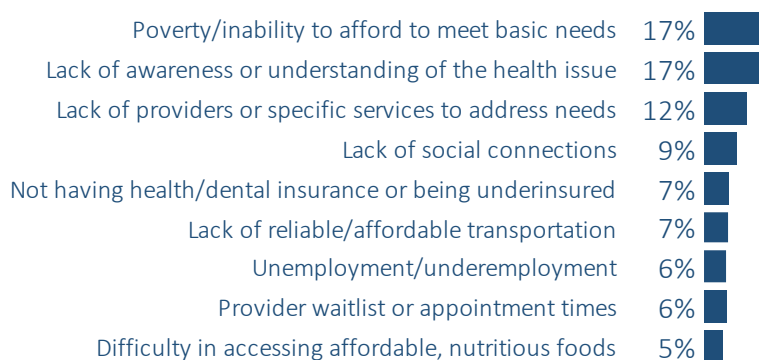 Poverty/inability to afford to meet basic needs 17%
Lack of awareness or understanding of the health issue 17%
Lack of providers or specific services to address needs 12%
Lack of social connections 9%
Not having health/dental insurance or being underinsured 7%
Lack of reliable/affordable transportation 7%
Unemployment/underemployment 6%
Provider waitlist or appointment times 6%
Difficulty in accessing affordable, nutritious foods 5%